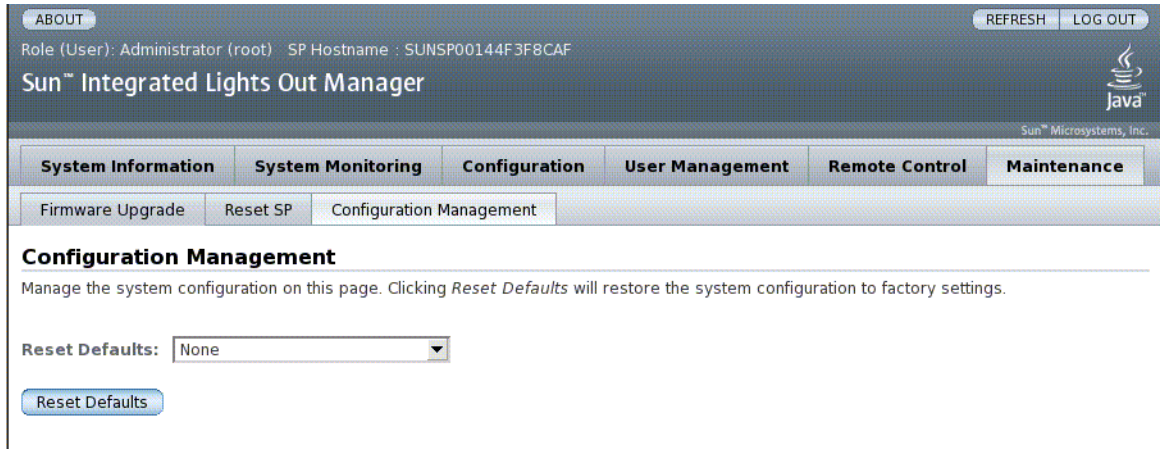 ABOUT REFRESH LOG OUT
Role (User): Administrator (root) SP Hostname : SUNSP00144F3F8CAF
Sun™ Integrated Lights Out Manager
Java™
Sun™ Microsystems, Inc.
System Information System Monitoring Configuration User Management Remote Control Maintenance
Firmware Upgrade Reset SP Configuration Management
Configuration Management
Manage the system configuration on this page. Clicking Reset Defaults will restore the system configuration to factory settings.
Reset Defaults: None
Reset Defaults